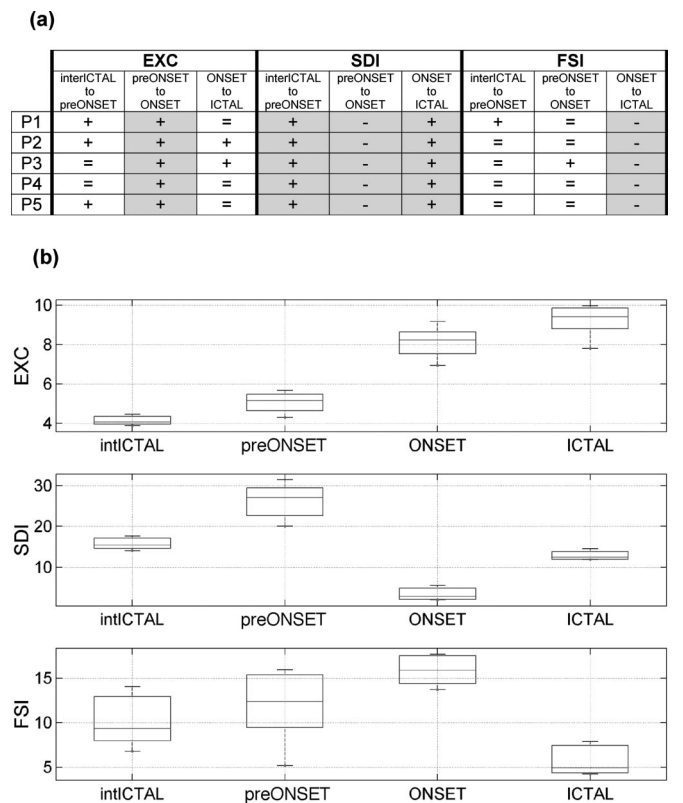 (a)
EXC SDI FSI
interICTAL to preONSET preONSET to ONSET ONSET to ICTAL interICTAL to preONSET preONSET to ONSET ONSET to ICTAL interICTAL to preONSET preONSET to ONSET ONSET to ICTAL
P1 + + = + - + + = -
P2 + + + + - + = = -
P3 = + + + - + = + -
P4 = + = + - + = = -
P5 + + = + - + = = -
(b)
10
8
6
4
EXC
intICTAL preONSET ONSET ICTAL
30
20
10
SDI
intICTAL preONSET ONSET ICTAL
15
10
5
FSI
intICTAL preONSET ONSET ICTAL